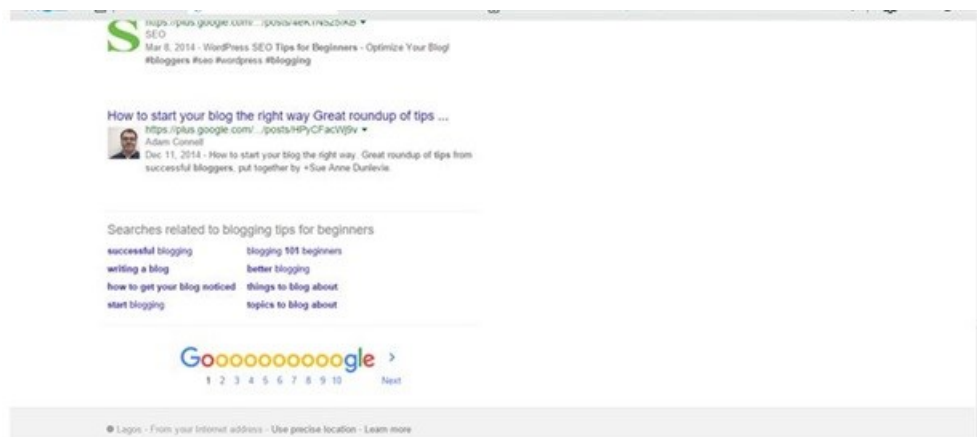 SEO
Mar 8, 2014 - WordPress SEO Tips for Beginners - Optimize Your Blog!
#bloggers #seo #wordpress #blogging
How to start your blog the right way Great roundup of tips ...
https://plus.google.com/.../posts/HPyCFacWj9v
Adam Connell
Dec 11, 2014 - How to start your blog the right way. Great roundup of tips from
successful bloggers, put together by +Sue Anne Dunlevie.
Searches related to blogging tips for beginners
successful blogging blogging 101 beginners
writing a blog better blogging
how to get your blog noticed things to blog about
start blogging topics to blog about
Goooooooooogle >
1 2 3 4 5 6 7 8 9 10 Next
Lagos - From your Internet address - Use precise location - Learn more